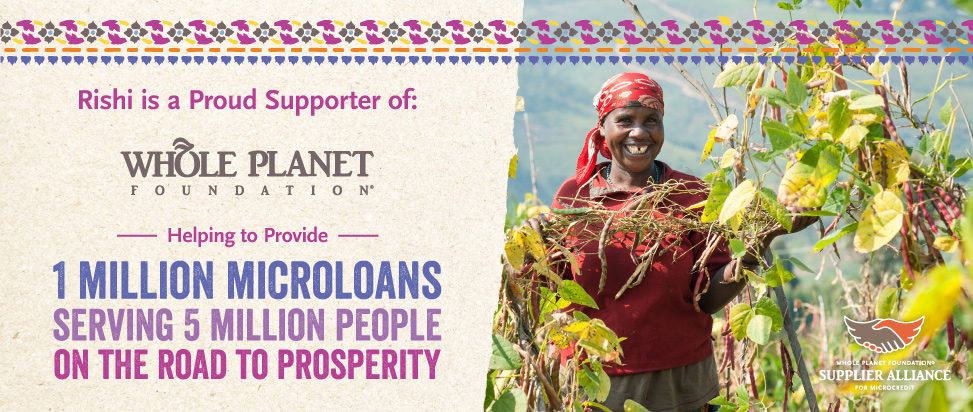 Rishi is a Proud Supporter of:
WHOLE PLANET
FOUNDATION®
Helping to Provide
1 MILLION MICROLOANS
SERVING 5 MILLION PEOPLE
ON THE ROAD TO PROSPERITY
WHOLE PLANET FOUNDATION®
SUPPLIER ALLIANCE
FOR MICROCREDIT